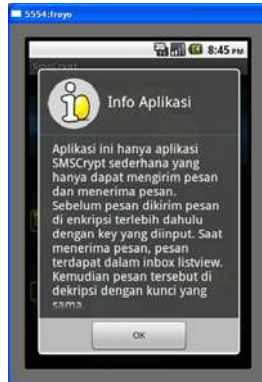 5554:froyo
8:45 PM
SmsCrypt
Info Aplikasi
Aplikasi ini hanya aplikasi
SMSCrypt sederhana yang
hanya dapat mengirim pesan
dan menerima pesan.
Sebelum pesan dikirim pesan
di enkripsi terlebih dahulu
dengan key yang diinput. Saat
menerima pesan, pesan
terdapat dalam inbox listview.
Kemudian pesan tersebut di
dekripsi dengan kunci yang
sama.
OK